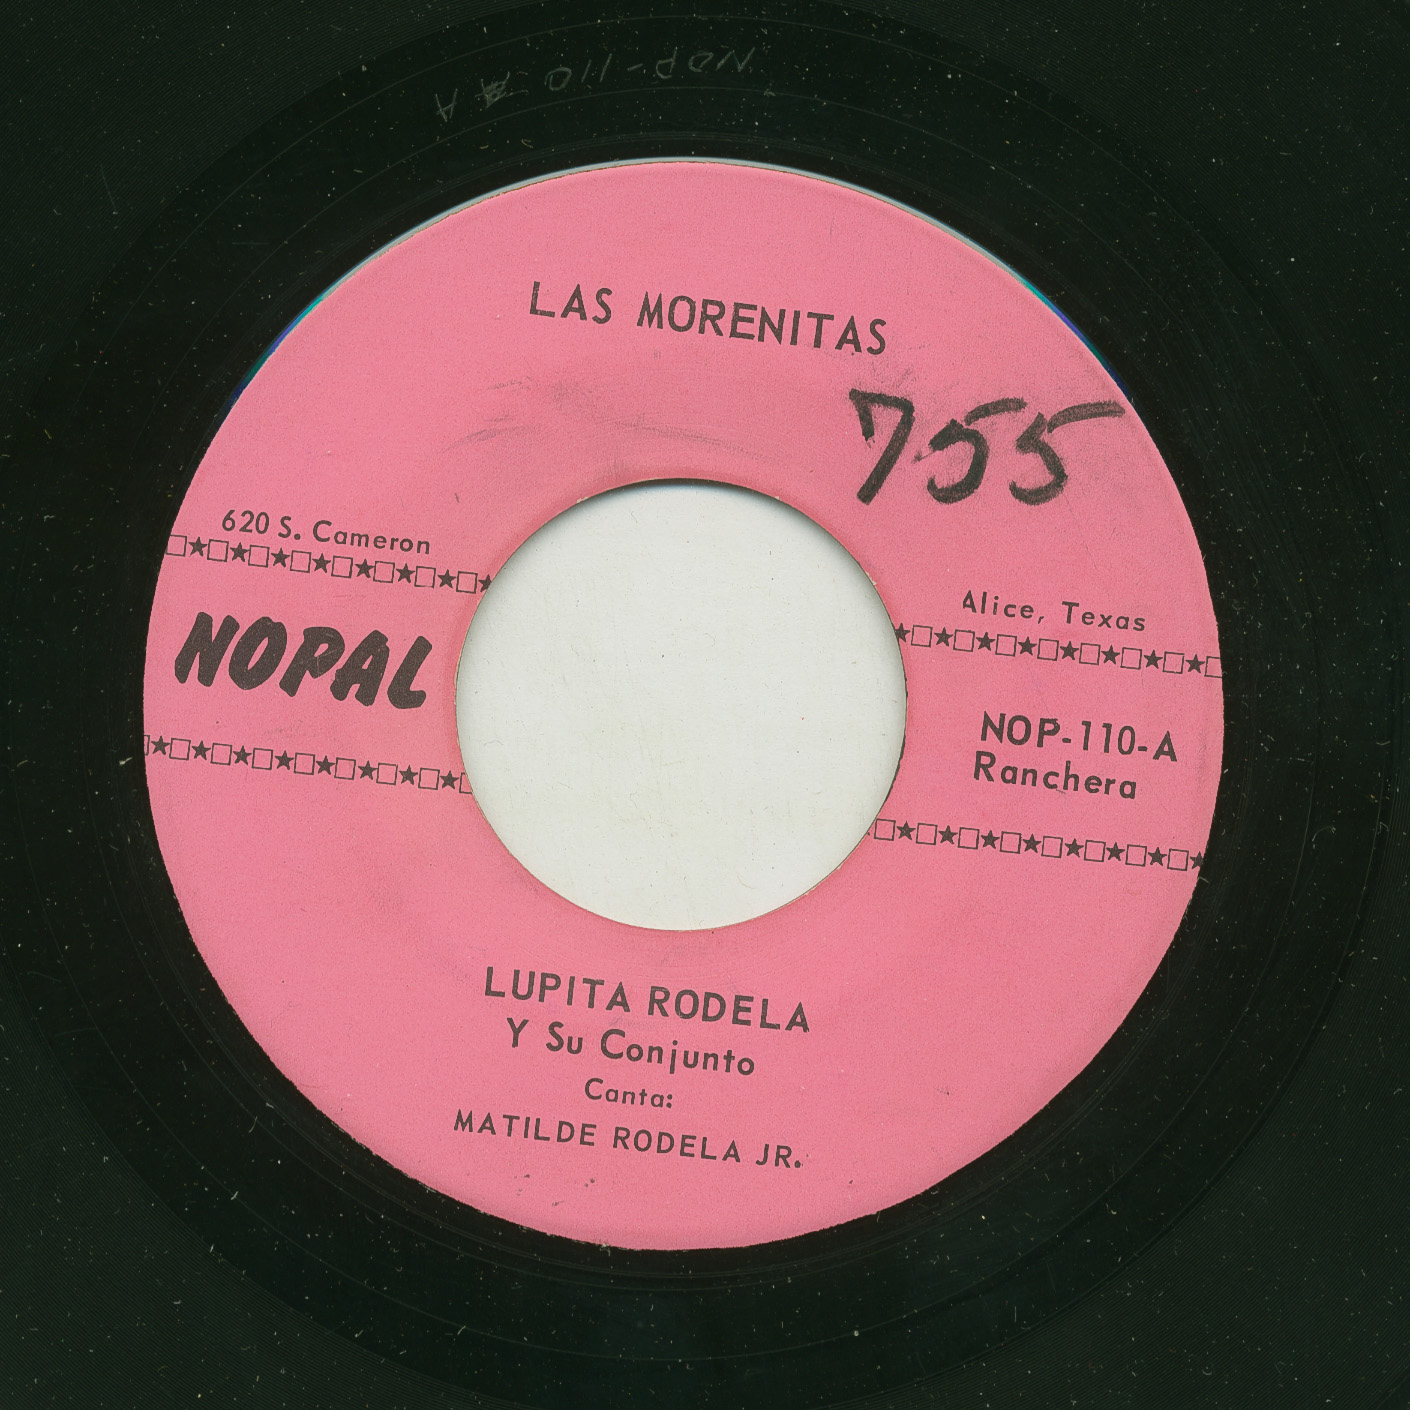 NOP-110-A
LAS MORENITAS
755
620 S. Cameron
Alice, Texas
NOPAL
NOP-110-A
Ranchera
LUPITA RODELA
Y Su Conjunto
Canta:
MATILDE RODELA JR.